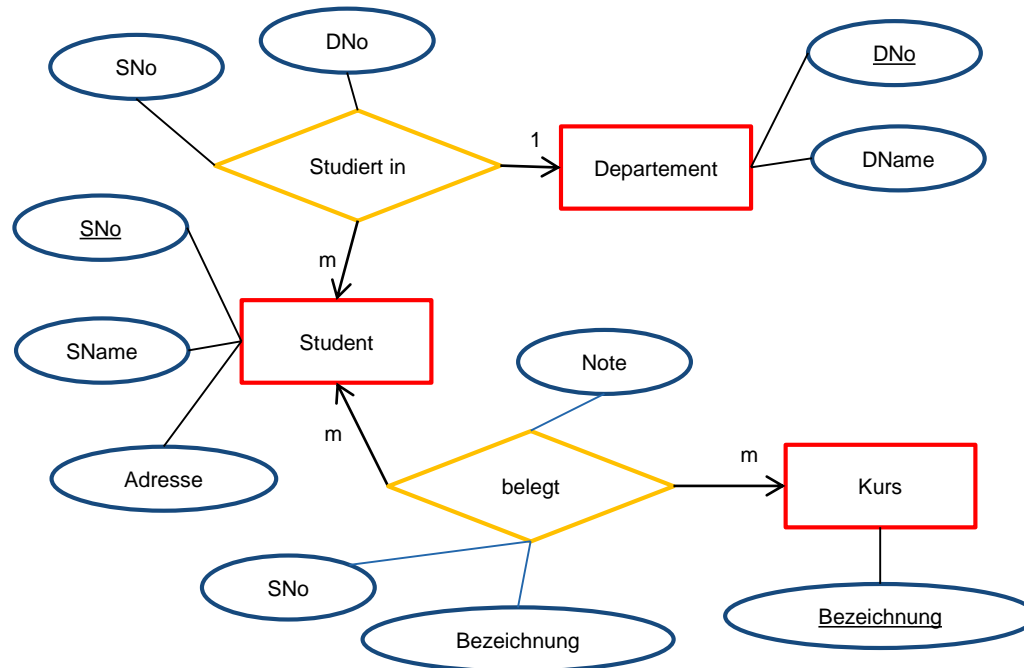 DNo
SNo
DNo
1
Studiert in
Departement
DName
SNo
m
SName
Student
Note
m
m
Adresse
belegt
Kurs
SNo
Bezeichnung
Bezeichnung